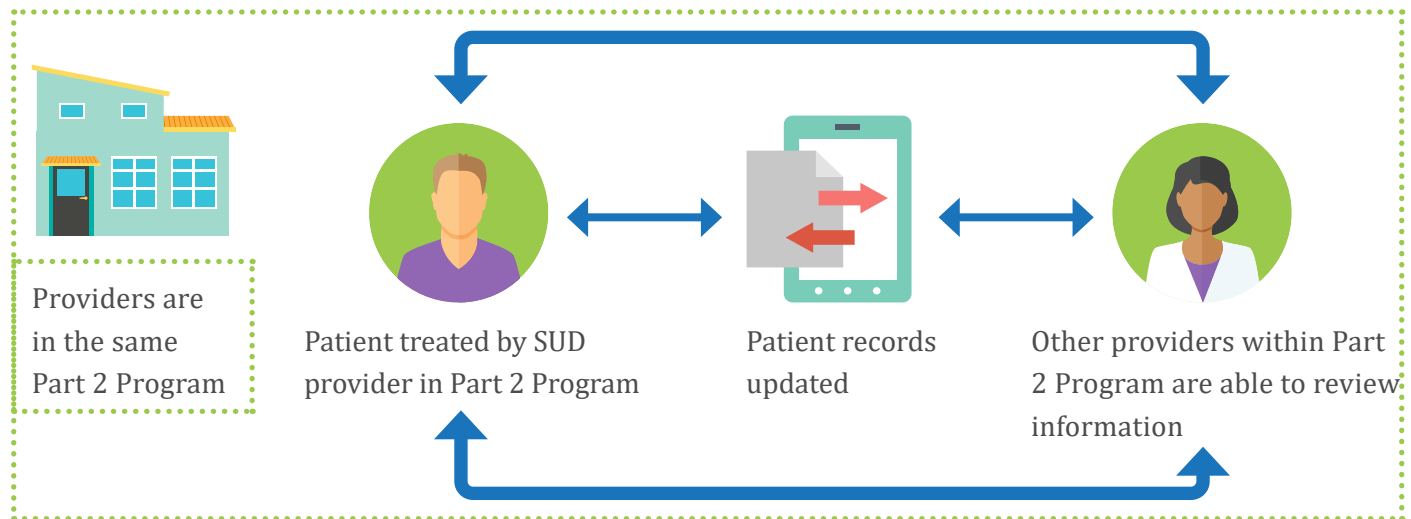 Providers are
in the same
Part 2 Program
Patient treated by SUD
provider in Part 2 Program
Patient records
updated
Other providers within Part
2 Program are able to review
information